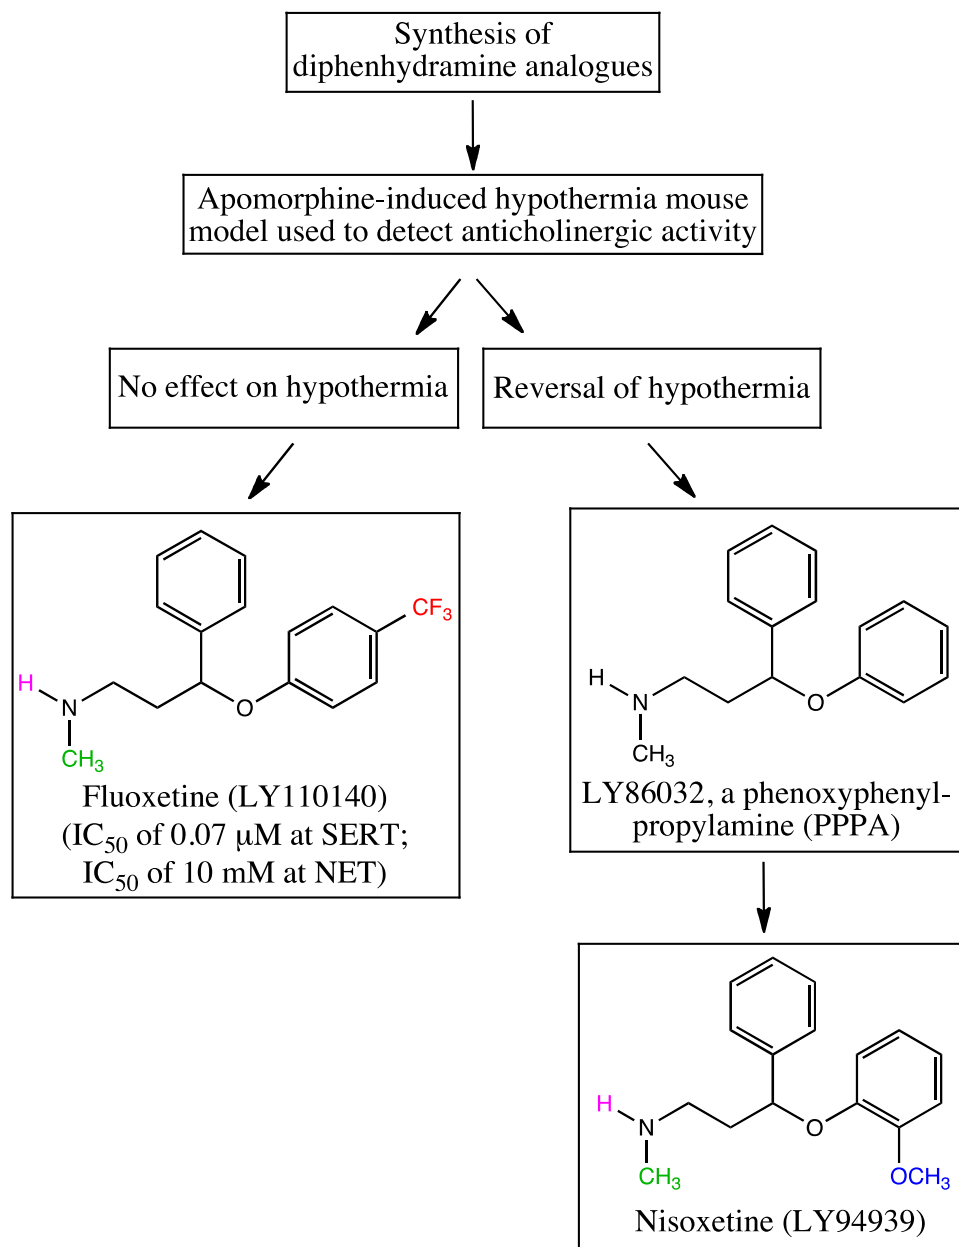 Synthesis of
diphenhydramine analogues
Apomorphine-induced hypothermia mouse
model used to detect anticholinergic activity
No effect on hypothermia
Reversal of hypothermia
CF3
H
N
O
CH3
Fluoxetine (LY110140)
(IC50 of 0.07 μM at SERT;
IC50 of 10 mM at NET)
H
N
O
CH3
LY86032, a phenoxyphenyl-
propylamine (PPPA)
H
N
O
CH3
OCH3
Nisoxetine (LY94939)